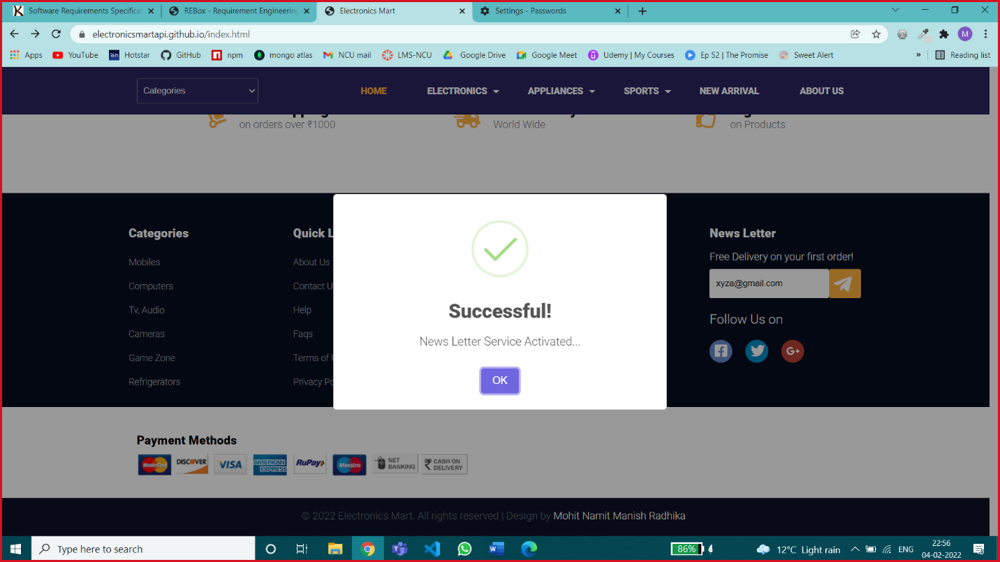 Software Requirements Specificat
REBox - Requirement Engineering
Electronics Mart
Settings - Passwords
electronicsmartapi.github.io/index.html
M
Apps
YouTube
Hotstar
GitHub
npm
mongo atlas
NCU mail
LMS-NCU
Google Drive
Google Meet
Udemy | My Courses
Ep 52 | The Promise
Sweet Alert
»
Reading list
Categories
HOME
ELECTRONICS
APPLIANCES
SPORTS
NEW ARRIVAL
ABOUT US
on orders over ₹1000
World Wide
on Products
Categories
Mobiles
Computers
Tv, Audio
Cameras
Game Zone
Refrigerators
Quick L
About Us
Contact U
Help
Faqs
Terms of
Privacy Po
Successful!
News Letter Service Activated...
OK
News Letter
Free Delivery on your first order!
xyza@gmail.com
Follow Us on
G+
Payment Methods
MasterCard
DISCOVER
VISA
AMERICAN EXPRESS
RuPay
Maestro
NET BANKING
₹ CASH ON DELIVERY
© 2022 Electronics Mart. All rights reserved | Design by Mohit Namit Manish Radhika
Type here to search
86%
12°C Light rain
ENG
22:56
04-02-2022